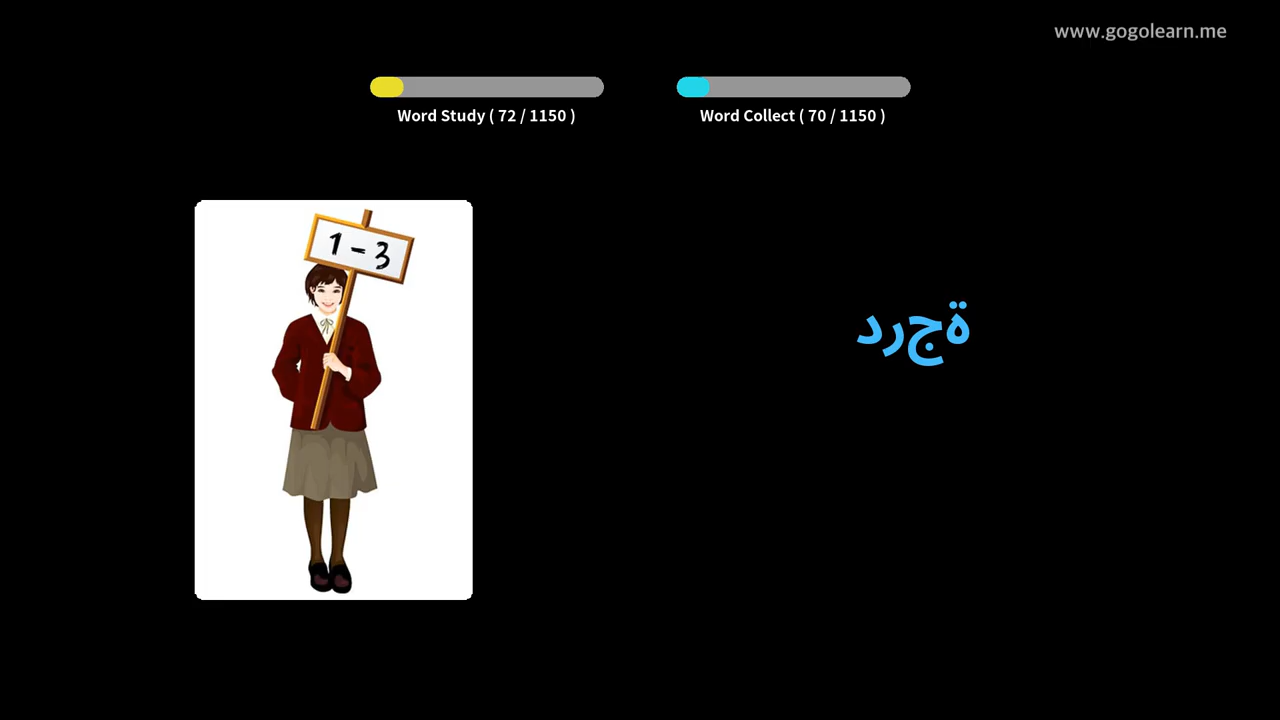 www.gogolearn.me
Word Study ( 72 / 1150 )
Word Collect ( 70 / 1150 )
1 - 3
درجة